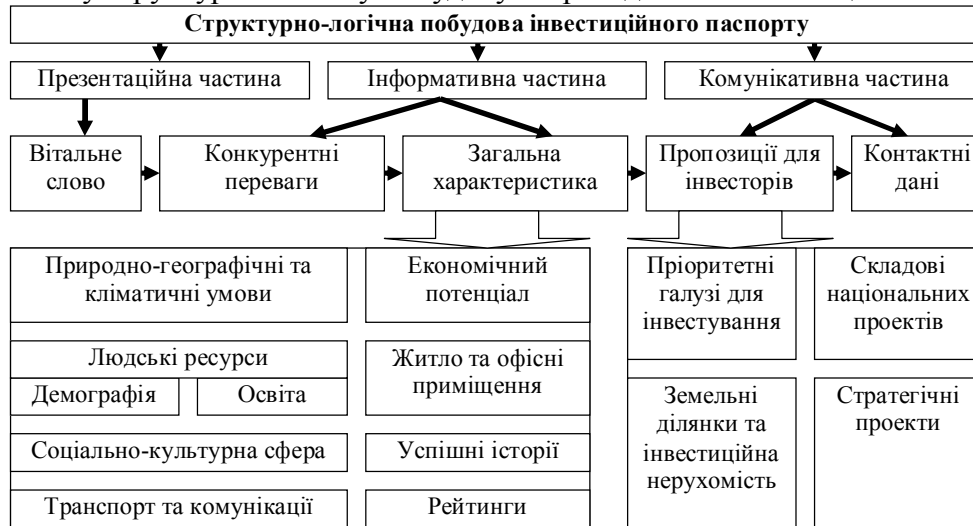 Структурно-логічна побудова інвестиційного паспорту
Презентаційна частина
Інформативна частина
Комунікативна частина
Вітальне
слово
Конкурентні
переваги
Загальна
характеристика
Пропозиції для
інвесторів
Контактні
дані
Природно-географічні та
кліматичні умови
Економічний
потенціал
Пріоритетні
галузі для
інвестування
Складові
національних
проектів
Людські ресурси
Демографія
Освіта
Житло та офісні
приміщення
Земельні
ділянки та
інвестиційна
нерухомість
Стратегічні
проекти
Соціально-культурна сфера
Успішні історії
Транспорт та комунікації
Рейтинги